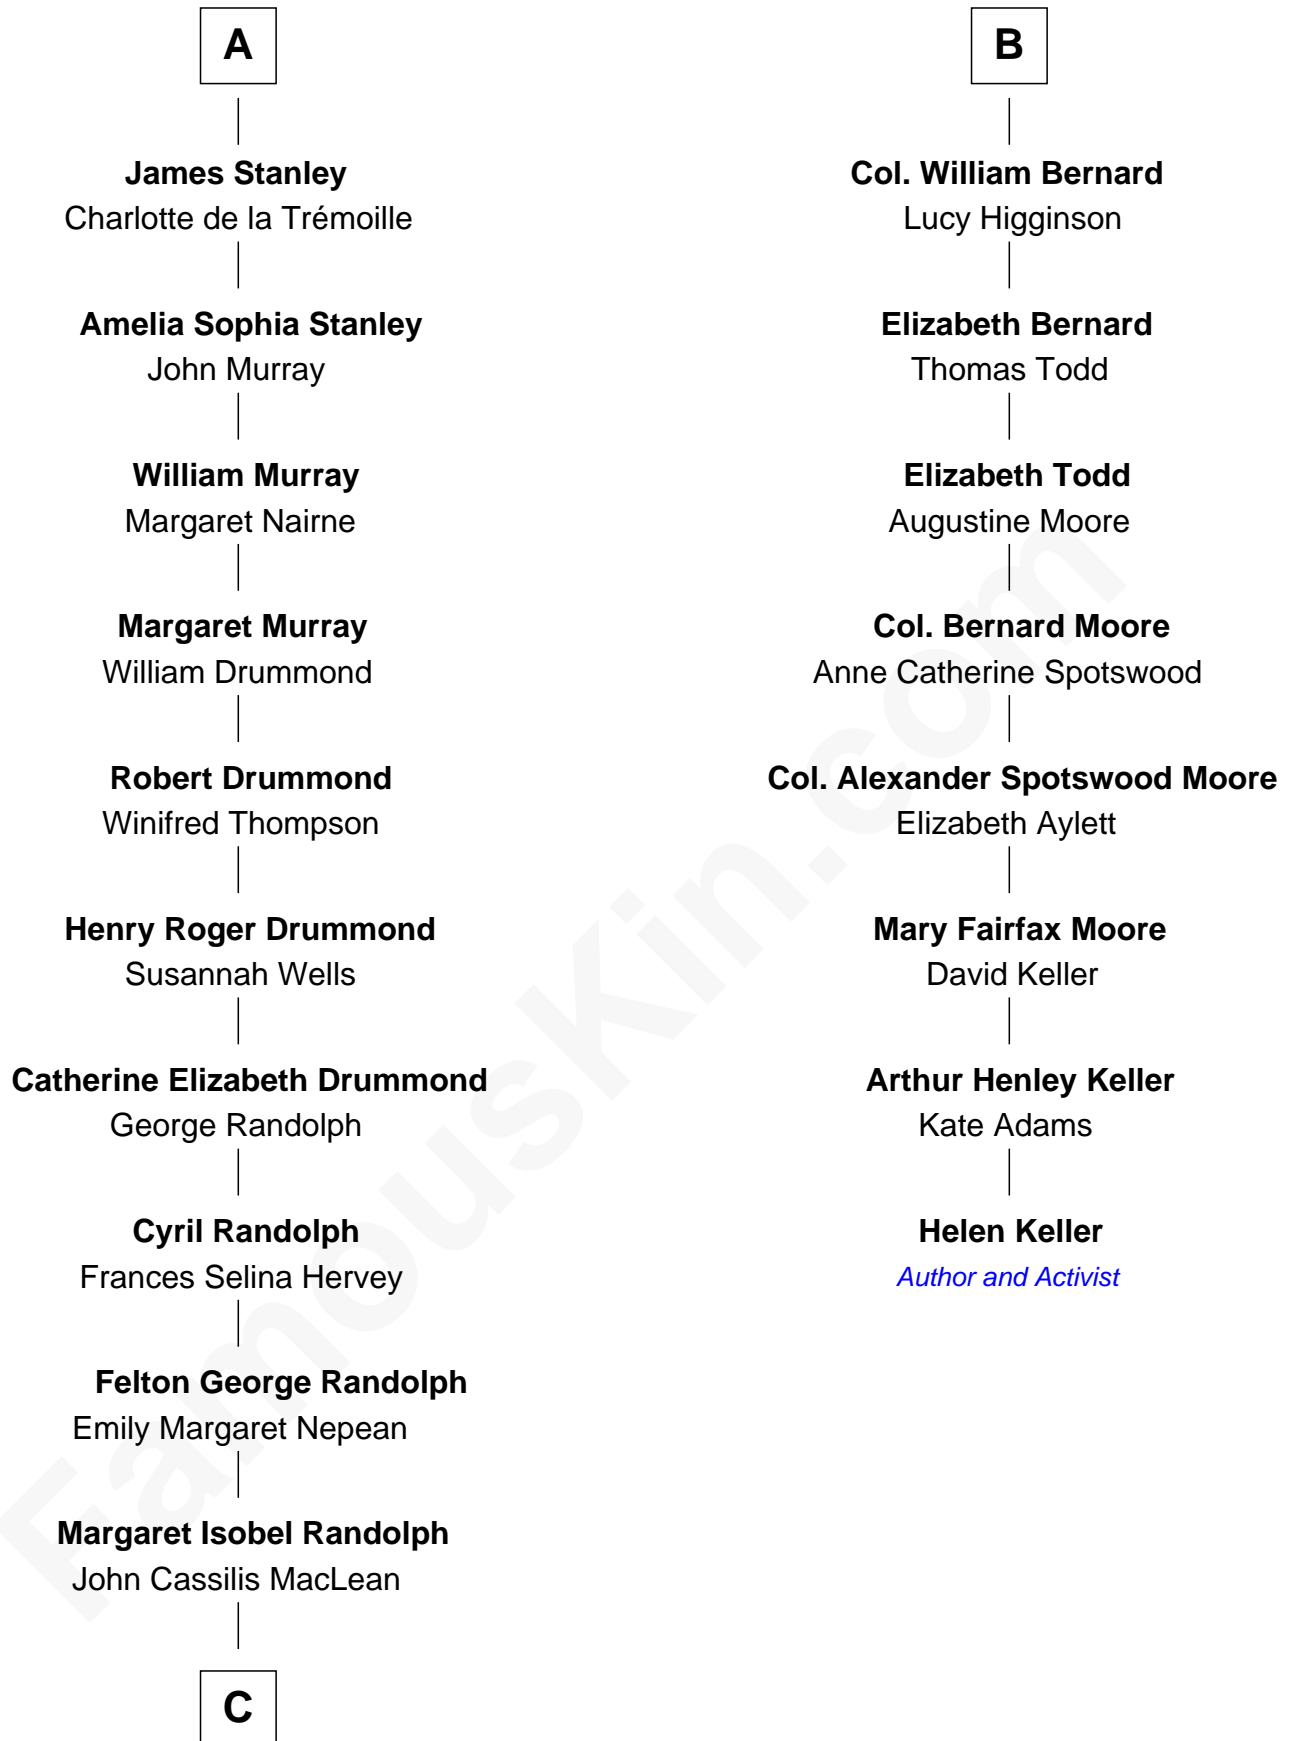 A
James Stanley
Charlotte de la Trémoille
Amelia Sophia Stanley
John Murray
William Murray
Margaret Nairne
Margaret Murray
William Drummond
Robert Drummond
Winifred Thompson
Henry Roger Drummond
Susannah Wells
Catherine Elizabeth Drummond
George Randolph
Cyril Randolph
Frances Selina Hervey
Felton George Randolph
Emily Margaret Nepean
Margaret Isobel Randolph
John Cassilis MacLean
C
B
Col. William Bernard
Lucy Higginson
Elizabeth Bernard
Thomas Todd
Elizabeth Todd
Augustine Moore
Col. Bernard Moore
Anne Catherine Spotswood
Col. Alexander Spotswood Moore
Elizabeth Aylett
Mary Fairfax Moore
David Keller
Arthur Henley Keller
Kate Adams
Helen Keller
Author and Activist
FamousKin.com